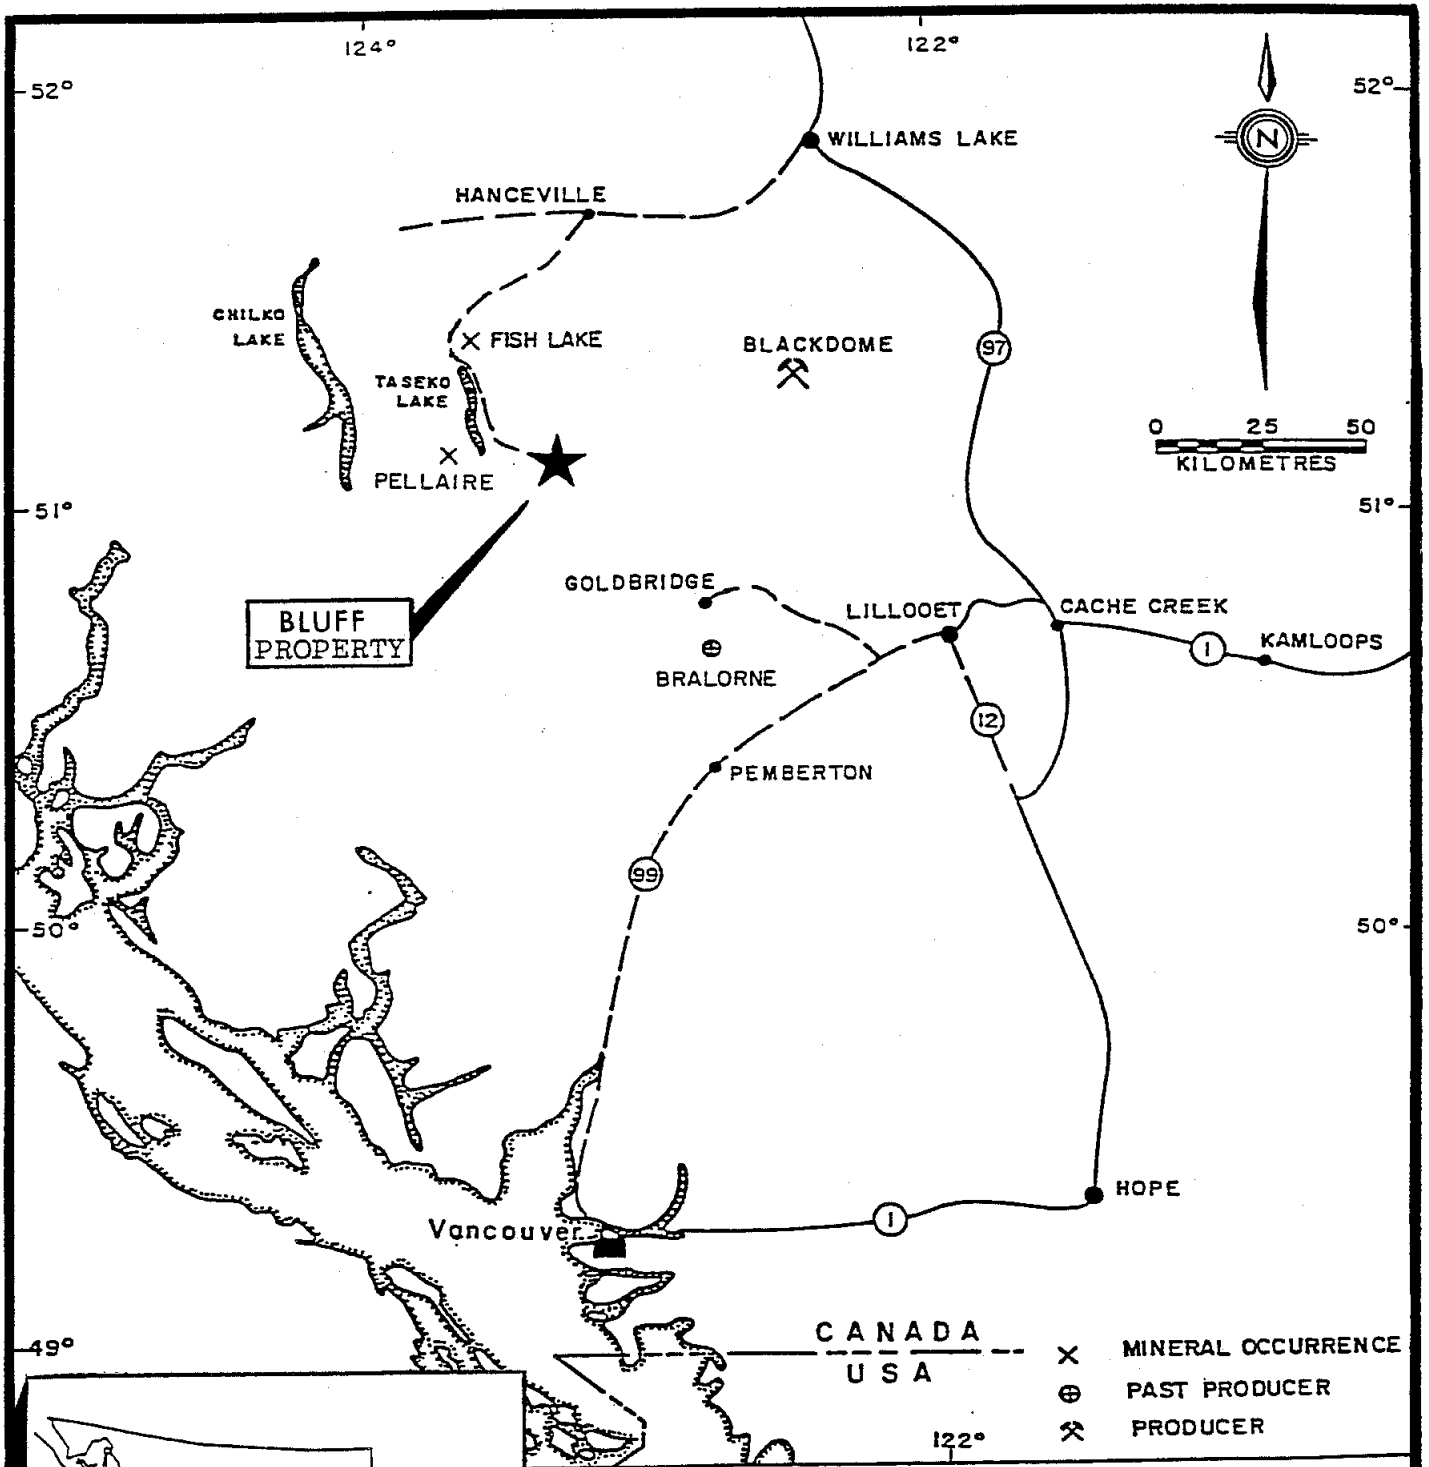 124°
122°
52°
52°
WILLIAMS LAKE
N
HANCEVILLE
CHILKO
LAKE
FISH LAKE
BLACKDOME
97
TASEKO
LAKE
0 25 50
KILOMETRES
PELLAIRE
51°
51°
GOLDBRIDGE
LILLOOET
CACHE CREEK
BLUFF
PROPERTY
1
KAMLOOPS
BRALORNE
12
PEMBERTON
99
50°
50°
HOPE
Vancouver
1
CANADA
USA
49°
MINERAL OCCURRENCE
PAST PRODUCER
PRODUCER
122°